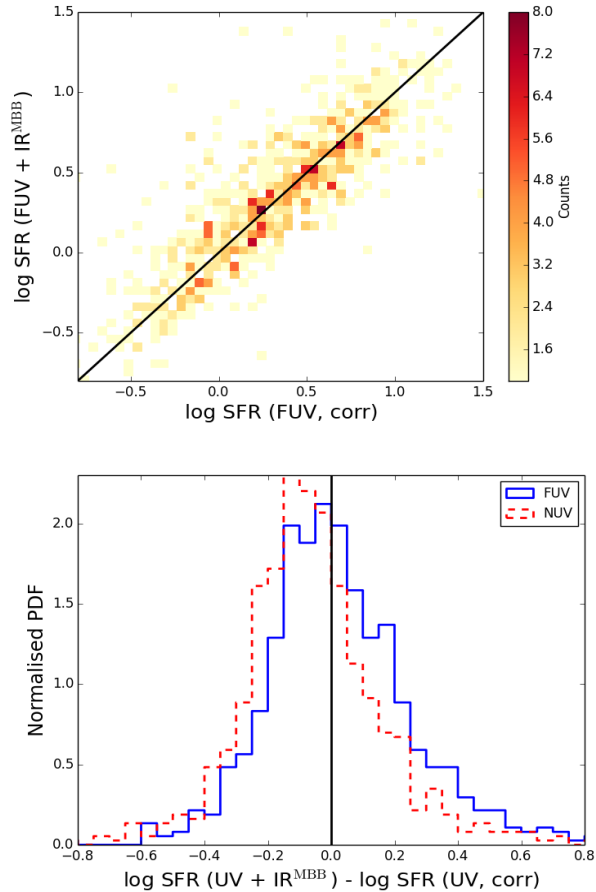 1.5
1.0
0.5
0.0
−0.5
log SFR (FUV + IR^MBB)
−0.5 0.0 0.5 1.0 1.5
log SFR (FUV, corr)
8.0
7.2
6.4
5.6
4.8
4.0
3.2
2.4
1.6
Counts
FUV
NUV
2.0
1.5
1.0
0.5
0.0
Normalised PDF
−0.8 −0.6 −0.4 −0.2 0.0 0.2 0.4 0.6 0.8
log SFR (UV + IR^MBB) - log SFR (UV, corr)